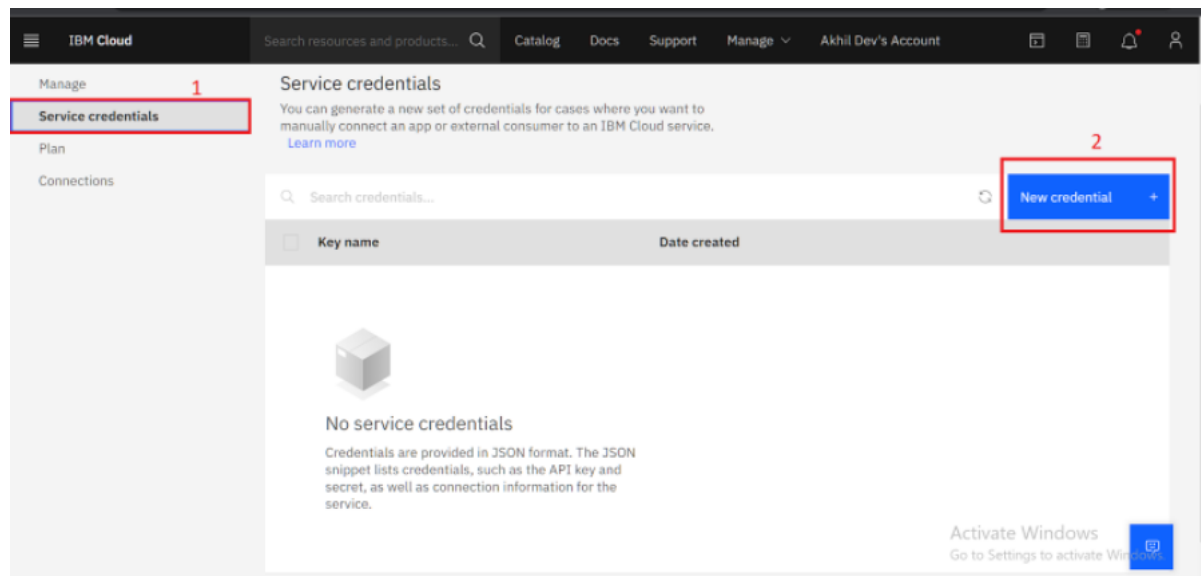 IBM Cloud
Search resources and products...
Catalog
Docs
Support
Manage
Akhil Dev's Account
Manage
1
Service credentials
Plan
Connections
Service credentials
You can generate a new set of credentials for cases where you want to
manually connect an app or external consumer to an IBM Cloud service.
Learn more
2
Search credentials...
New credential +
Key name
Date created
No service credentials
Credentials are provided in JSON format. The JSON
snippet lists credentials, such as the API key and
secret, as well as connection information for the
service.
Activate Windows
Go to Settings to activate Windows.